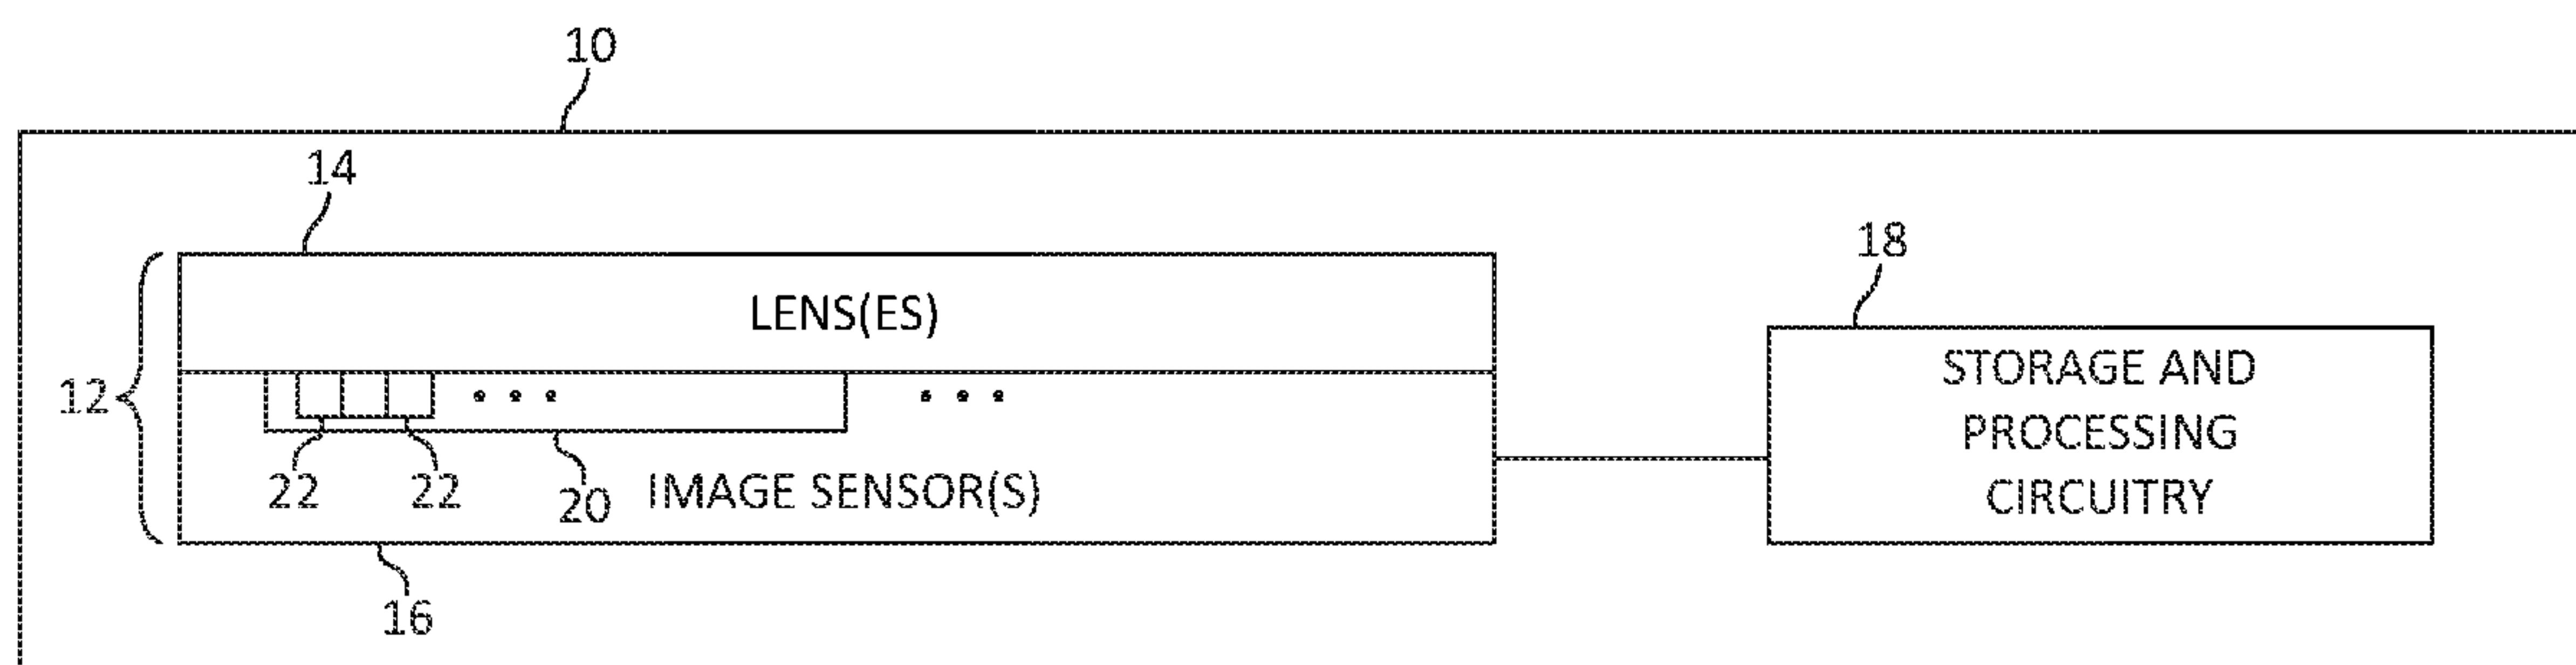 10
14
18
LENS(ES)
12
STORAGE AND
PROCESSING
CIRCUITRY
22 22 20 IMAGE SENSOR(S)
16